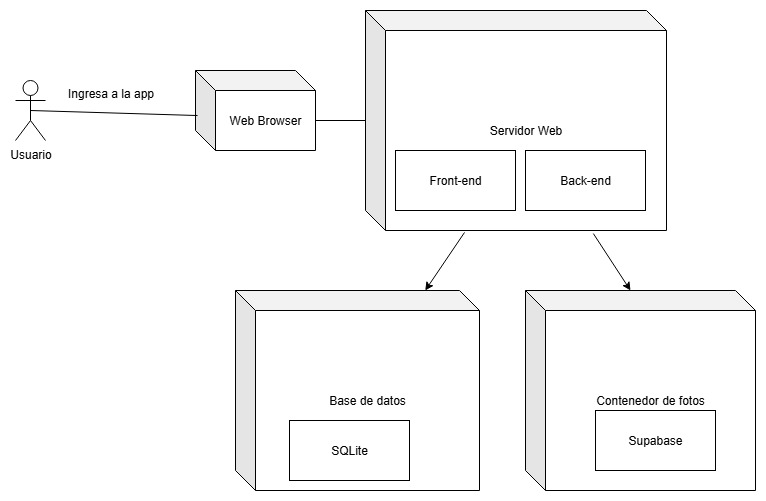 Ingresa a la app
Usuario
Web Browser
Servidor Web
Front-end
Back-end
Base de datos
SQLite
Contenedor de fotos
Supabase